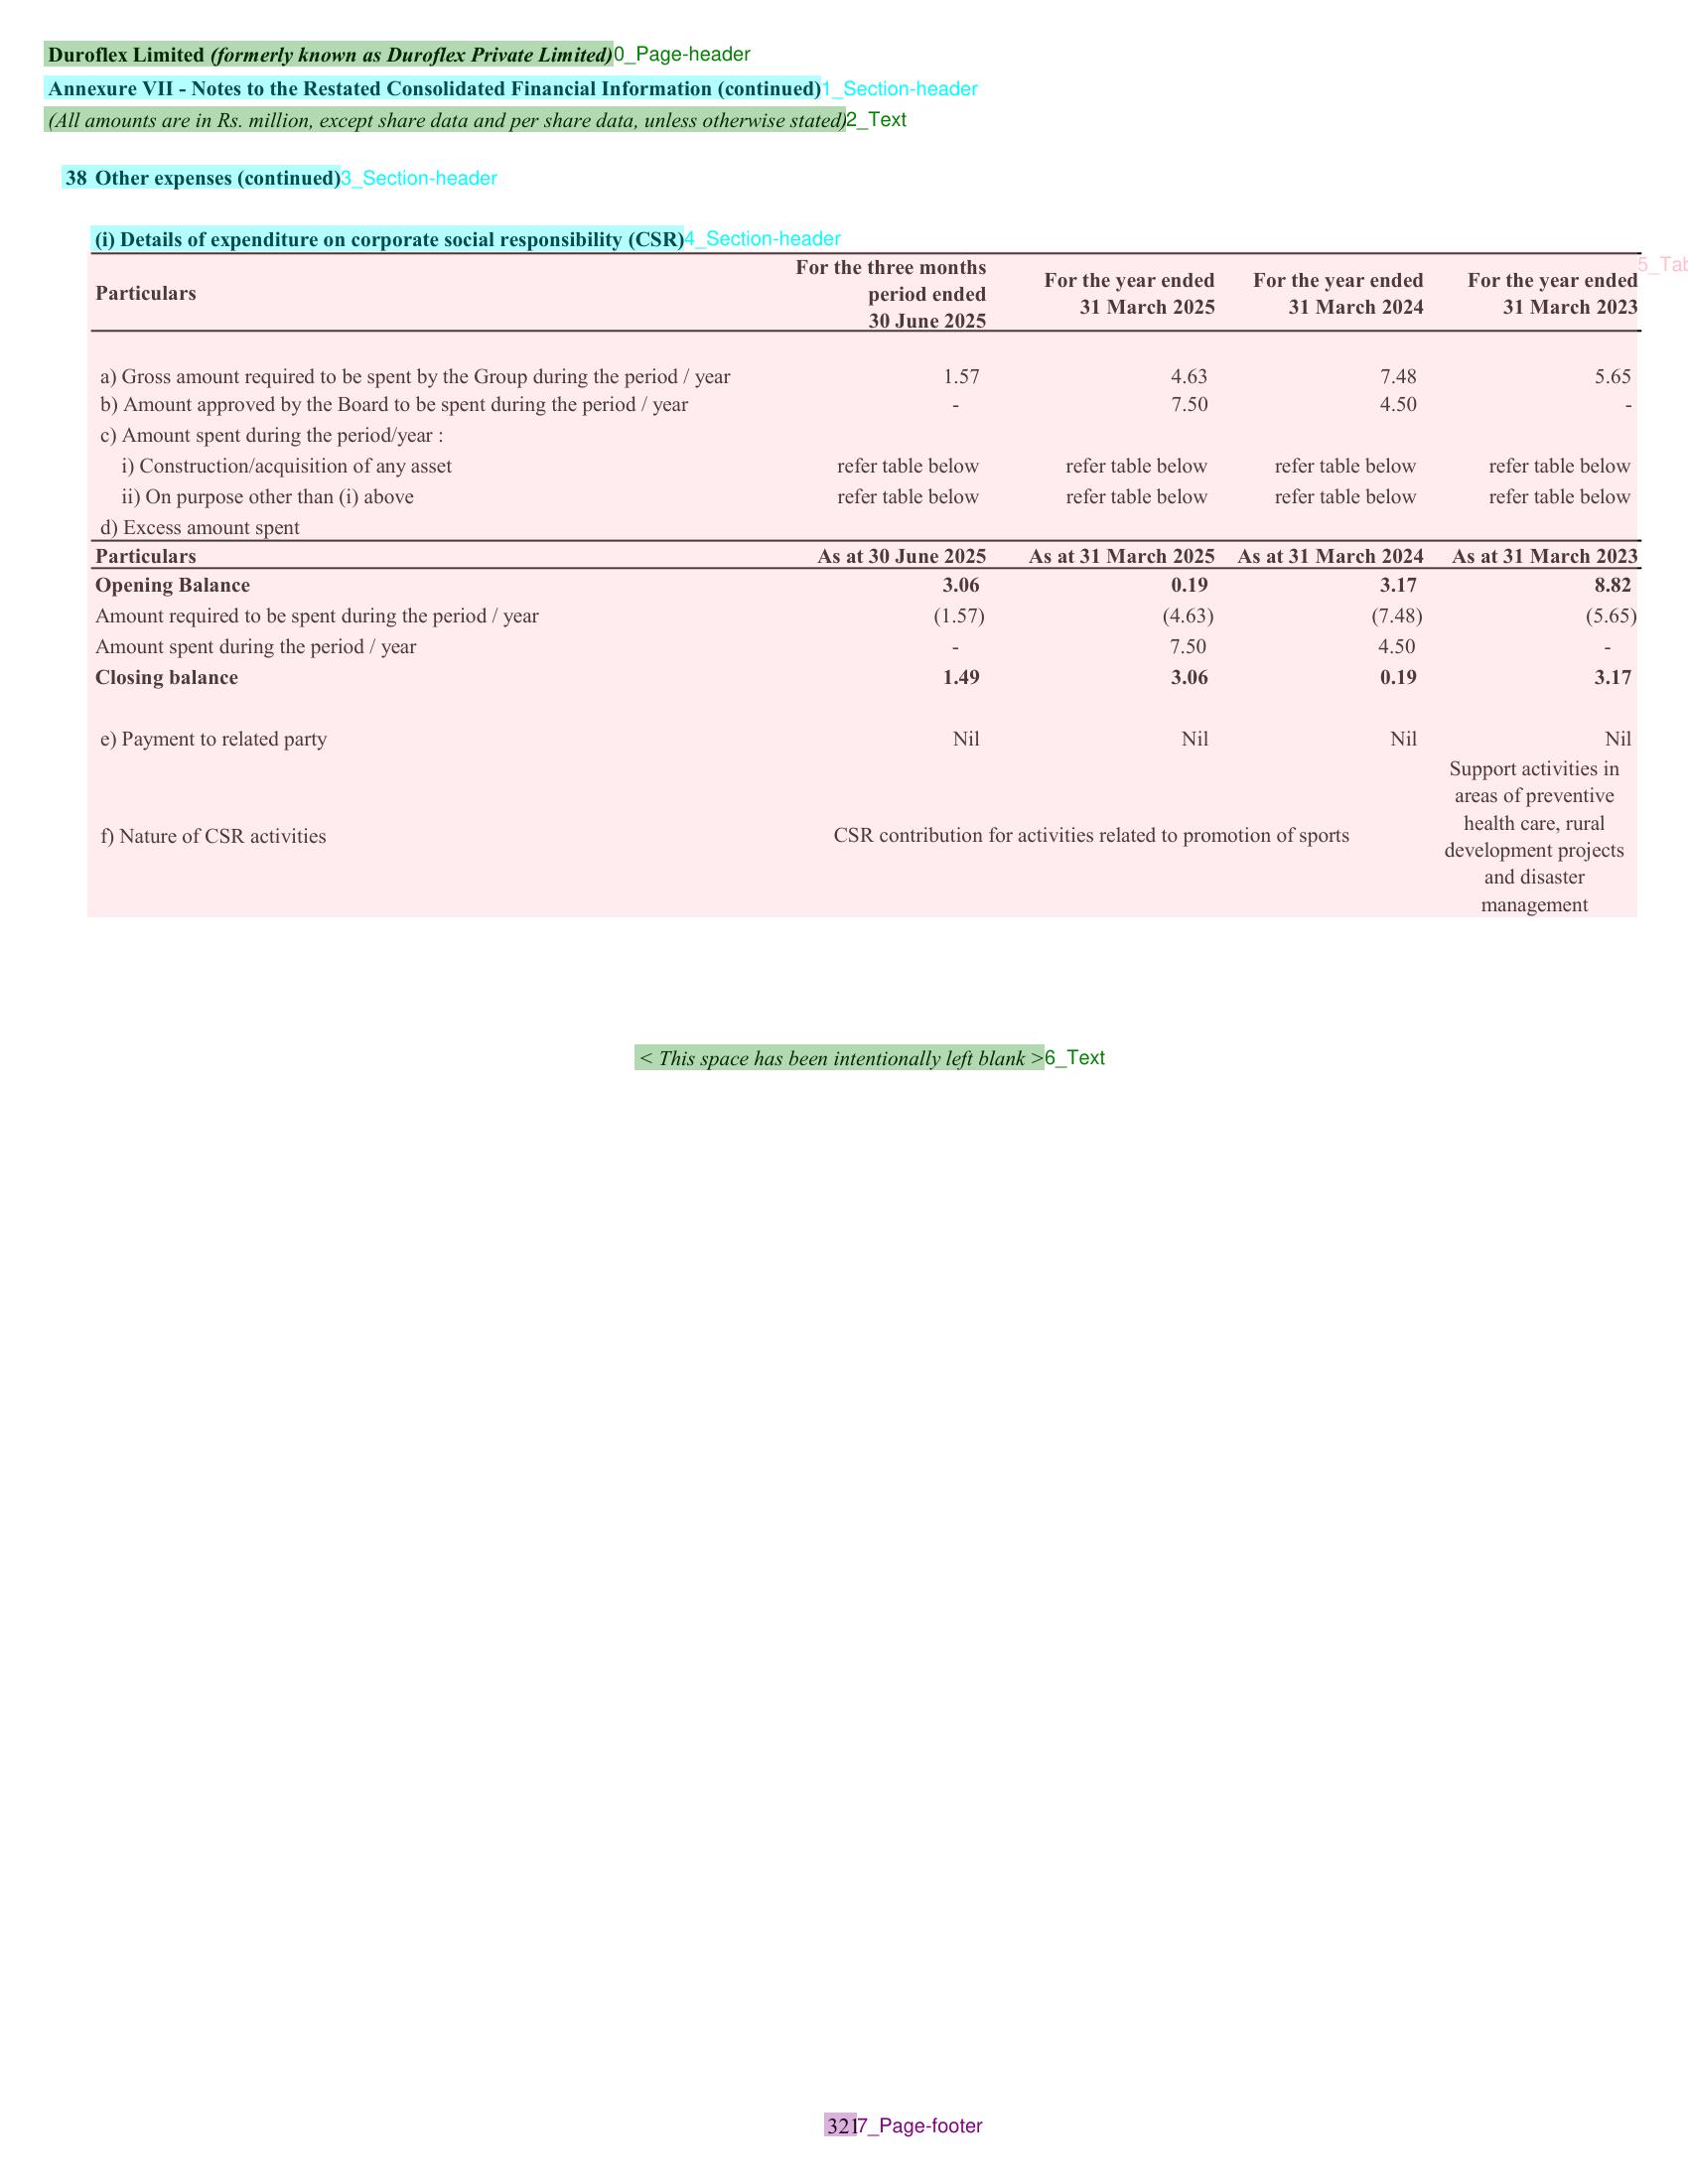 Duroflex Limited (formerly known as Duroflex Private Limited)0_Page-header
Annexure VII - Notes to the Restated Consolidated Financial Information (continued)1_Section-header
(All amounts are in Rs. million, except share data and per share data, unless otherwise stated)2_Text
38 Other expenses (continued)3_Section-header
(i) Details of expenditure on corporate social responsibility (CSR)4_Section-header
5_Tab
Particulars For the three months period ended 30 June 2025 For the year ended 31 March 2025 For the year ended 31 March 2024 For the year ended 31 March 2023
a) Gross amount required to be spent by the Group during the period / year 1.57 4.63 7.48 5.65
b) Amount approved by the Board to be spent during the period / year - 7.50 4.50 -
c) Amount spent during the period/year :
i) Construction/acquisition of any asset refer table below refer table below refer table below refer table below
ii) On purpose other than (i) above refer table below refer table below refer table below refer table below
d) Excess amount spent
Particulars As at 30 June 2025 As at 31 March 2025 As at 31 March 2024 As at 31 March 2023
Opening Balance 3.06 0.19 3.17 8.82
Amount required to be spent during the period / year (1.57) (4.63) (7.48) (5.65)
Amount spent during the period / year - 7.50 4.50 -
Closing balance 1.49 3.06 0.19 3.17
e) Payment to related party Nil Nil Nil Nil
f) Nature of CSR activities CSR contribution for activities related to promotion of sports
Support activities in
areas of preventive
health care, rural
development projects
and disaster
management
< This space has been intentionally left blank >6_Text
3217_Page-footer